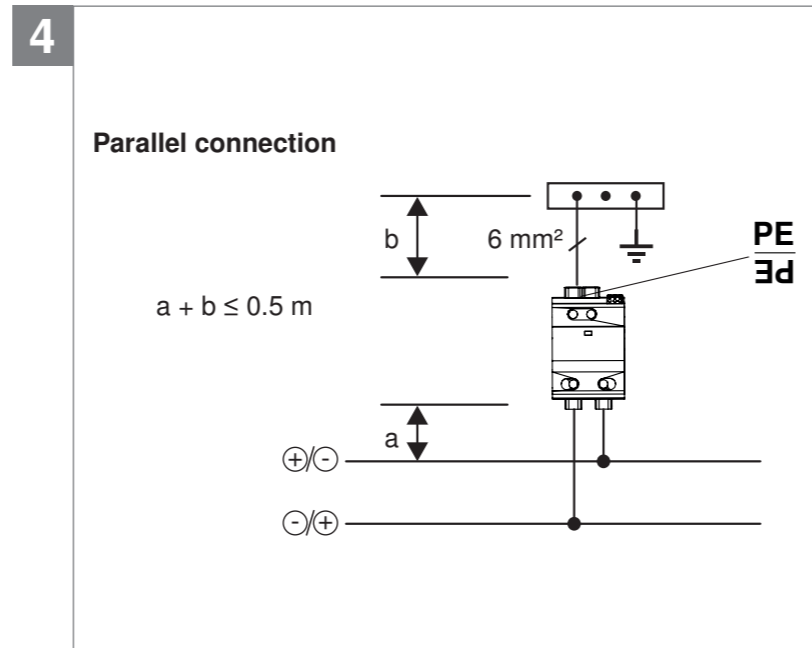 4
Parallel connection
b
6 mm²
PE
PE
a + b ≤ 0.5 m
a
+/-
-/+